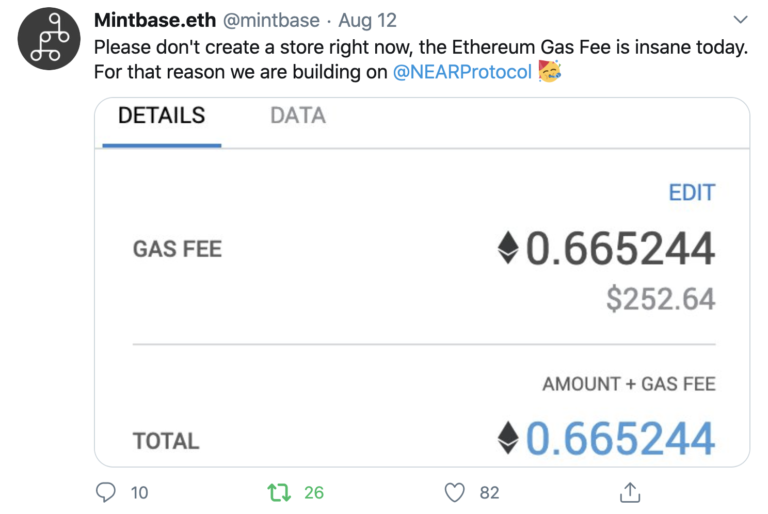 Mintbase.eth @mintbase · Aug 12
Please don't create a store right now, the Ethereum Gas Fee is insane today.
For that reason we are building on @NEARProtocol 🥳
DETAILS DATA
EDIT
GAS FEE 0.665244
$252.64
AMOUNT + GAS FEE
TOTAL 0.665244
10 26 82